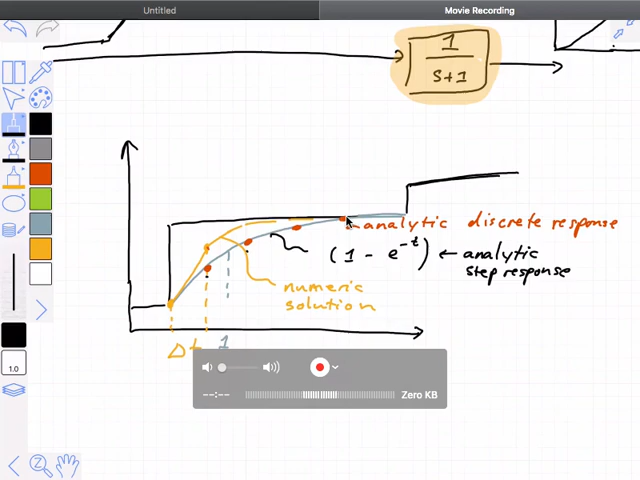 Untitled
Movie Recording
1
s+1
analytic discrete response
(1 - e^-t) ← analytic
step response
numeric
solution
Δt
1
1.0
--:--
Zero KB